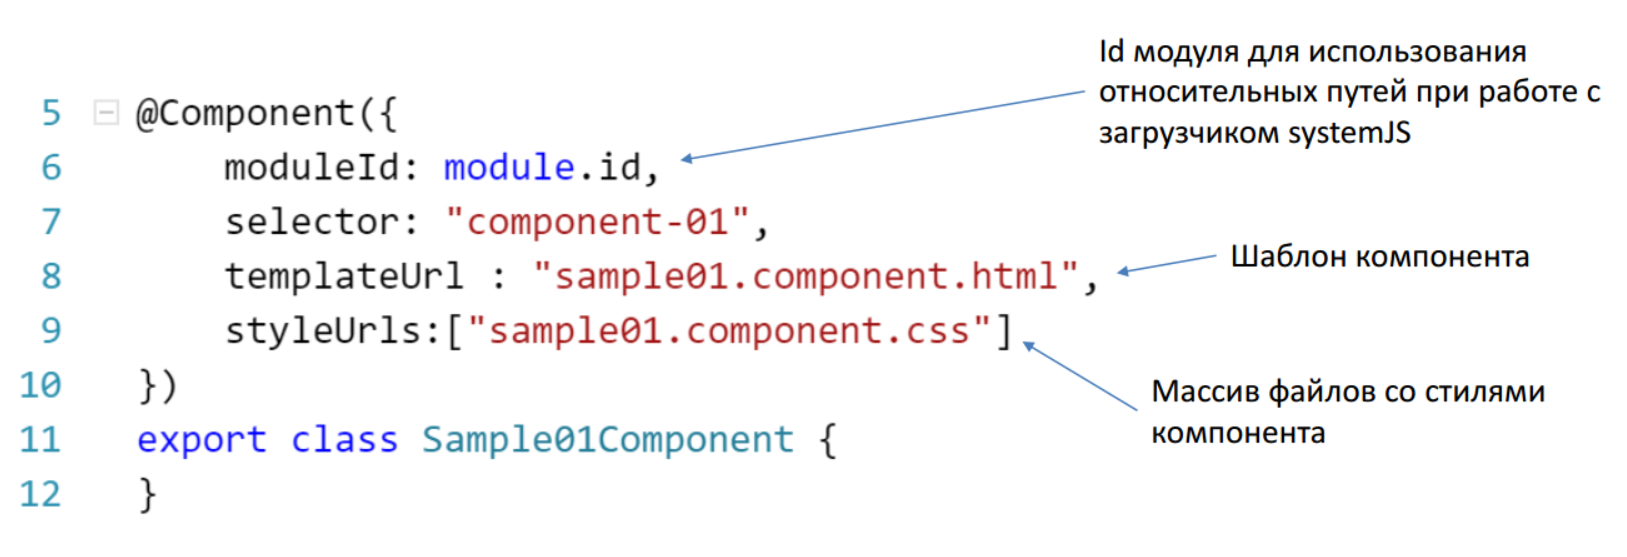 Id модуля для использования
относительных путей при работе с
загрузчиком systemJS
5 @Component({
6 moduleId: module.id,
7 selector: "component-01",
8 templateUrl : "sample01.component.html",
Шаблон компонента
9 styleUrls:["sample01.component.css"]
10 })
Массив файлов со стилями
компонента
11 export class Sample01Component {
12 }